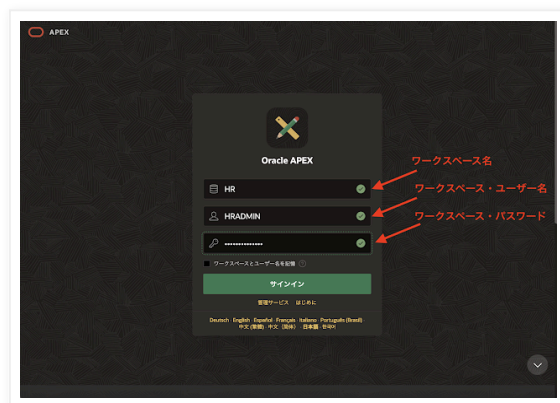 APEX
Oracle APEX
ワークスペース名
HR
ワークスペース・ユーザー名
HRADMIN
ワークスペース・パスワード
ワークスペースとユーザー名を記憶
サインイン
管理サービス はじめに
Deutsch English Español Français Italiano Português (Brasil)
中文 (繁體) 中文 (简体) 日本語 한국어